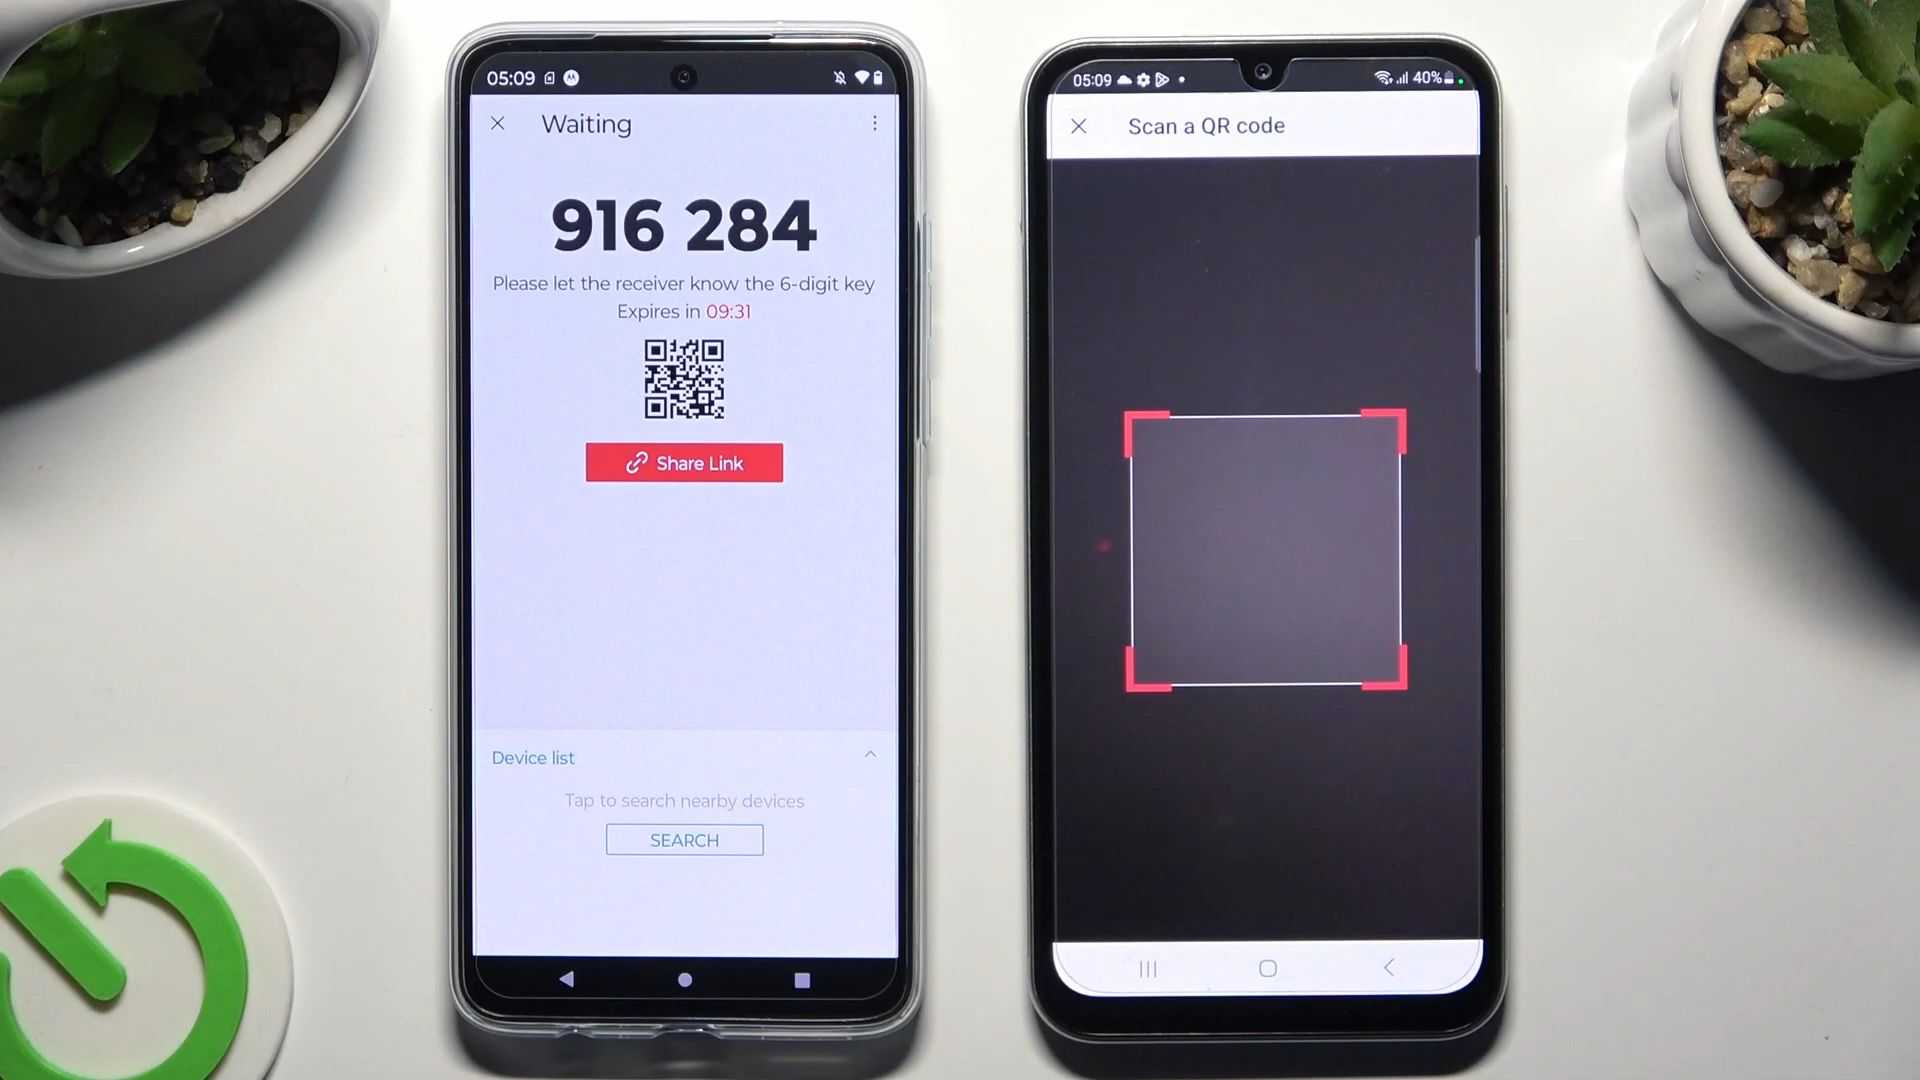 05:09
Waiting
916 284
Please let the receiver know the 6-digit key
Expires in 09:31
Share Link
Device list
Tap to search nearby devices
SEARCH
05:09
40%
Scan a QR code